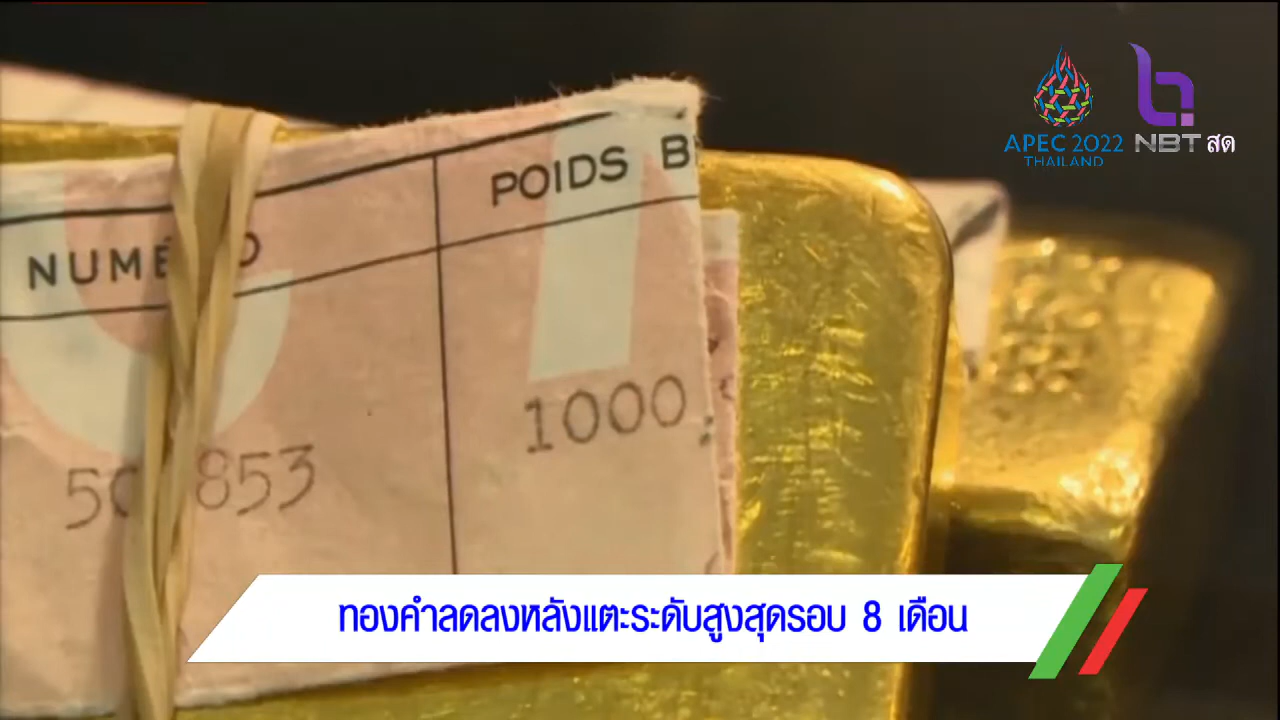 APEC 2022
THAILAND
NBT สด
POIDS B
NUMÉ O
1000,
50 853
ทองคำลดลงหลังแตะระดับสูงสุดรอบ 8 เดือน